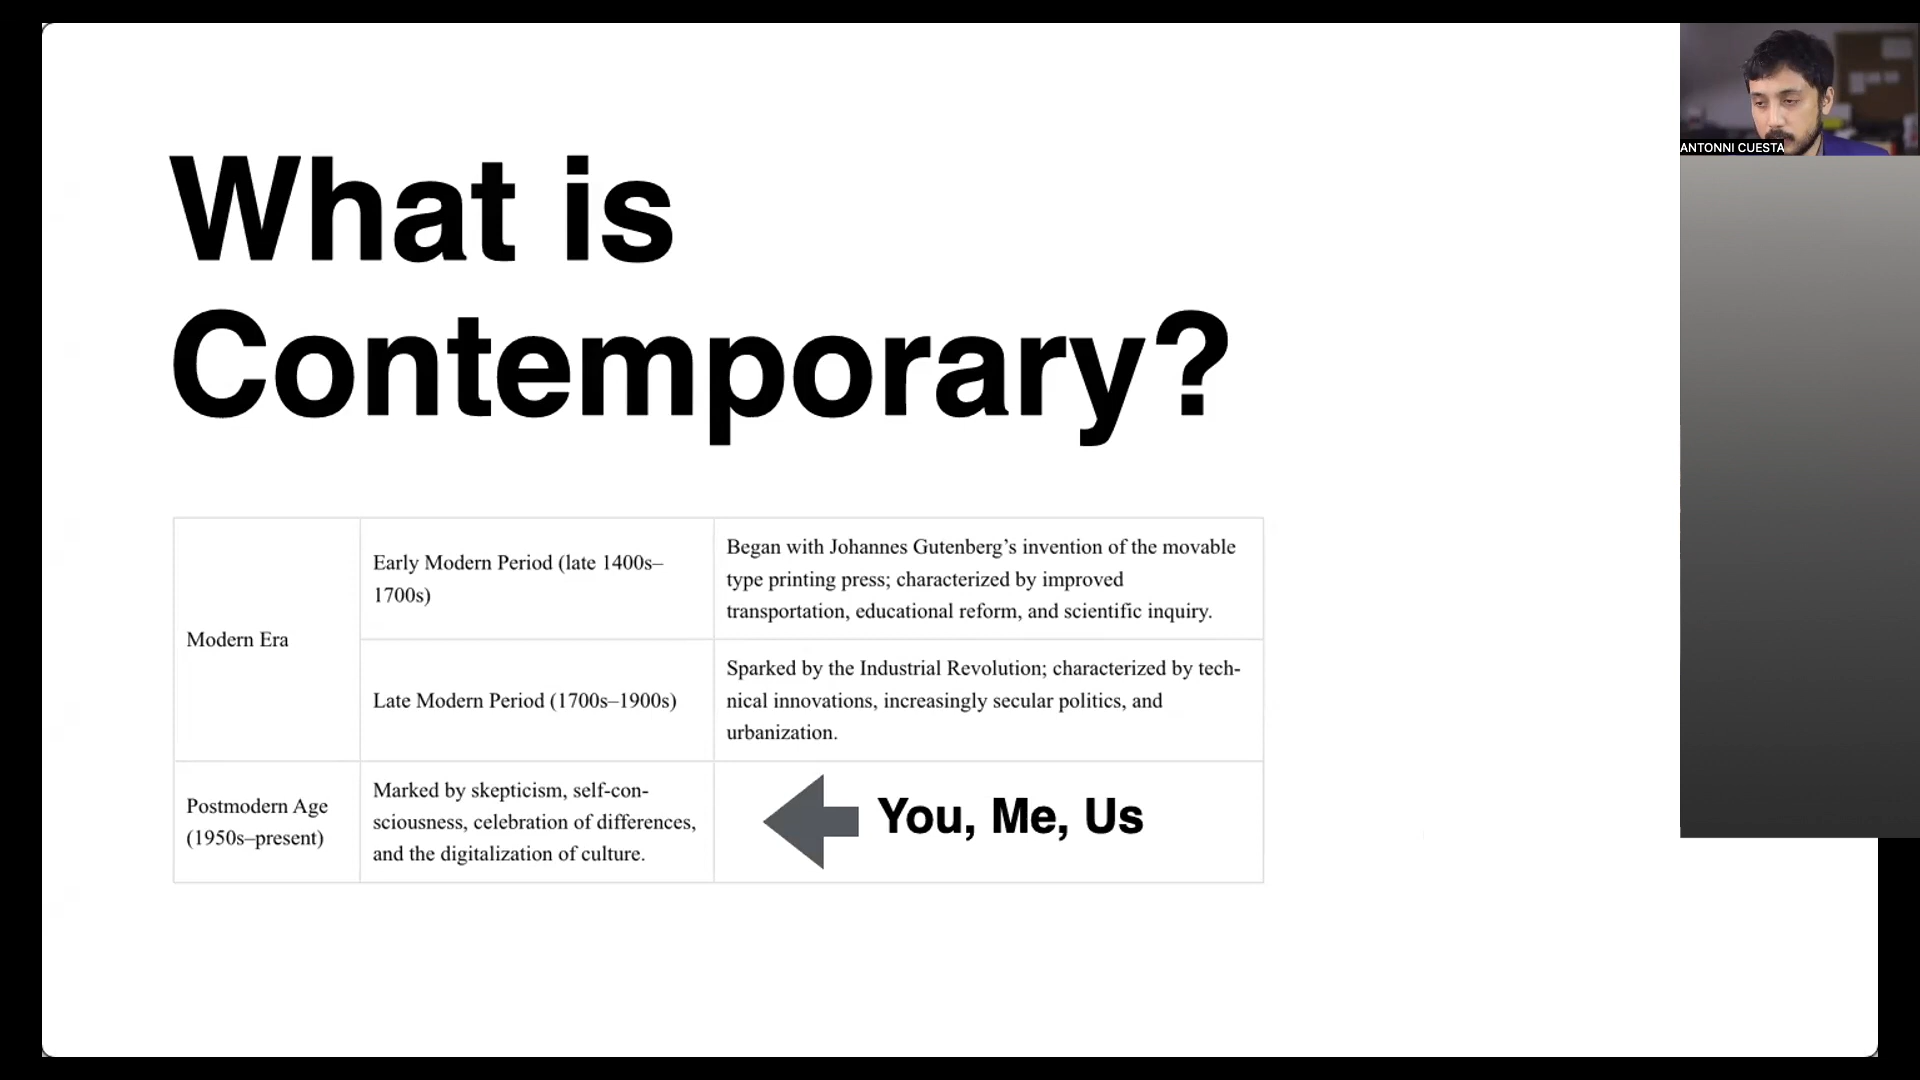 What is
Contemporary?
Modern Era
Early Modern Period (late 1400s–
1700s)
Began with Johannes Gutenberg’s invention of the movable
type printing press; characterized by improved
transportation, educational reform, and scientific inquiry.
Late Modern Period (1700s–1900s)
Sparked by the Industrial Revolution; characterized by tech-
nical innovations, increasingly secular politics, and
urbanization.
Postmodern Age
(1950s–present)
Marked by skepticism, self-con-
sciousness, celebration of differences,
and the digitalization of culture.
You, Me, Us
ANTONNI CUESTA